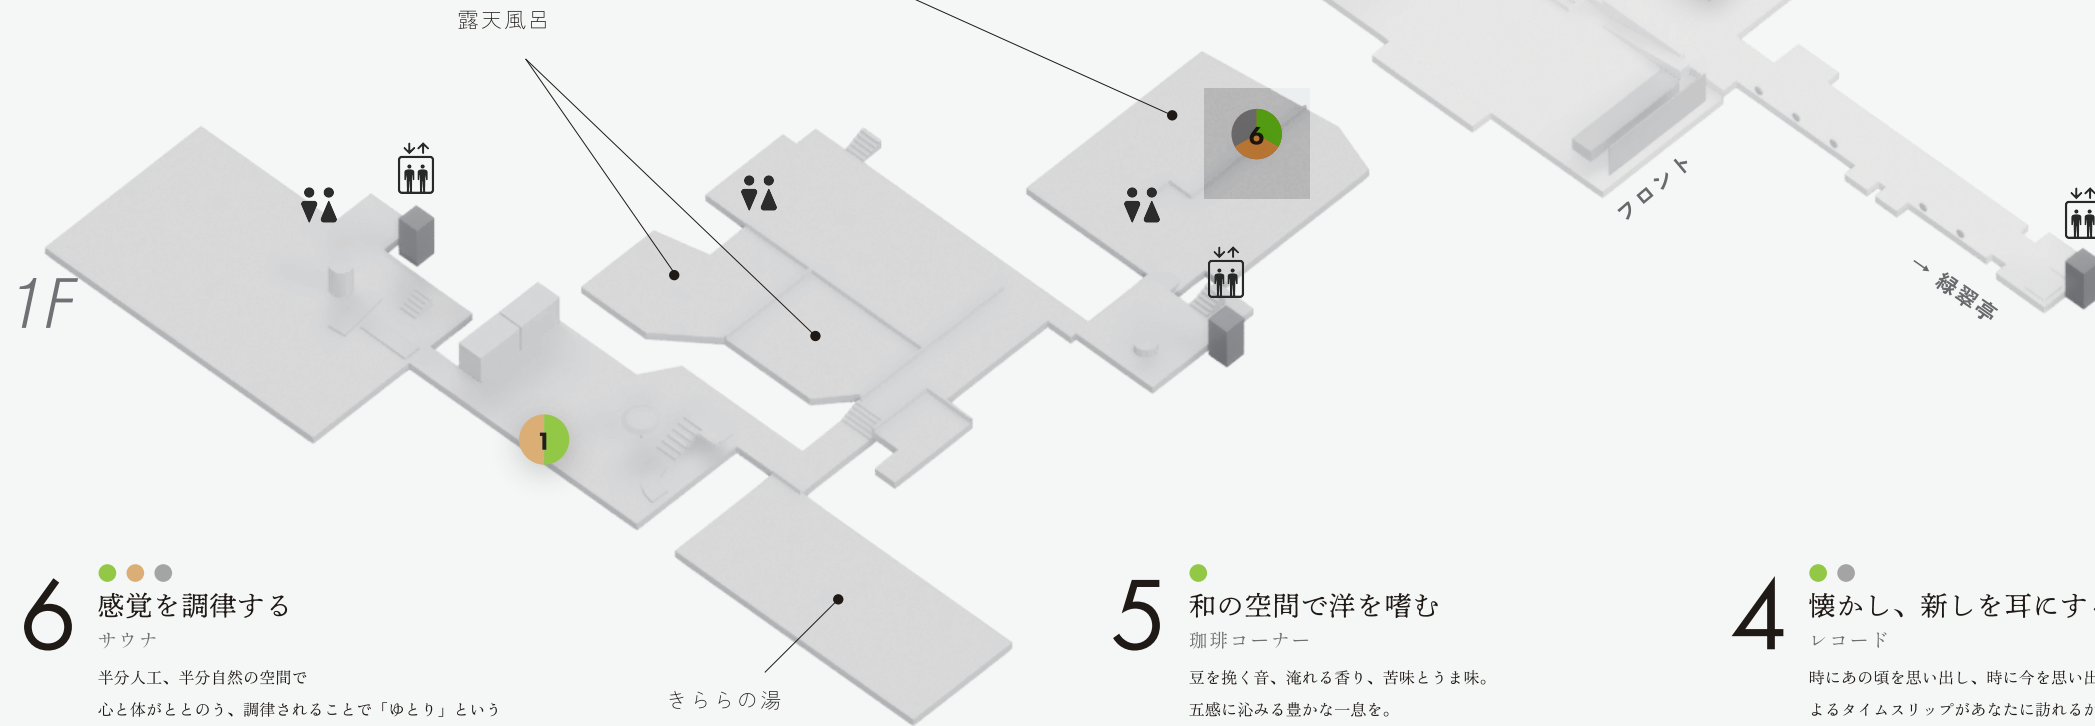 露天風呂
6
フロント
→ 緑翠亭
1F
1
きららの湯
6
感覚を調律する
サウナ
半分人工、半分自然の空間で
心と体がととのう、調律されることで「ゆとり」という
5
和の空間で洋を嗜む
珈琲コーナー
豆を挽く音、淹れる香り、苦味とうま味。
五感に沁みる豊かな一息を。
4
懐かし、新しを耳にす
レコード
時にあの頃を思い出し、時に今を思い出
よるタイムスリップがあなたに訪れるか